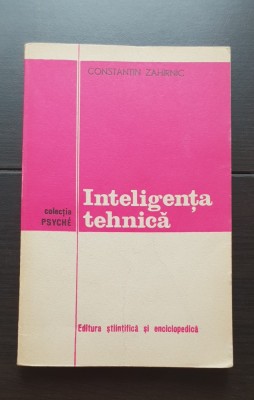 CONSTANTIN ZAHIRNIC
colecția
PSYCHÉ
Inteligența
tehnică
Editura științifică și enciclopedică